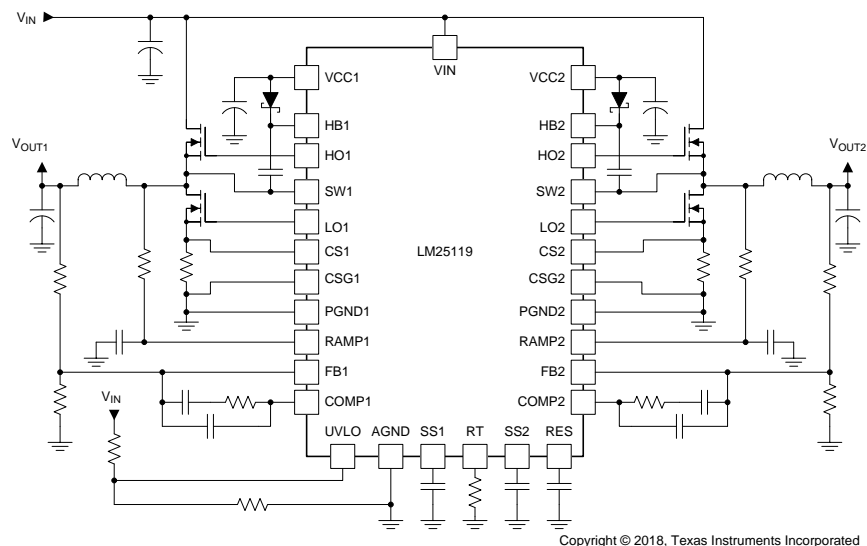 VIN
VCC1
VIN
VCC2
HB1
HB2
VOUT1
HO1
HO2
VOUT2
SW1
SW2
LO1
LO2
CS1
LM25119
CS2
CSG1
CSG2
PGND1
PGND2
RAMP1
RAMP2
FB1
FB2
VIN
COMP1
COMP2
UVLO
AGND
SS1
RT
SS2
RES
Copyright © 2018, Texas Instruments Incorporated